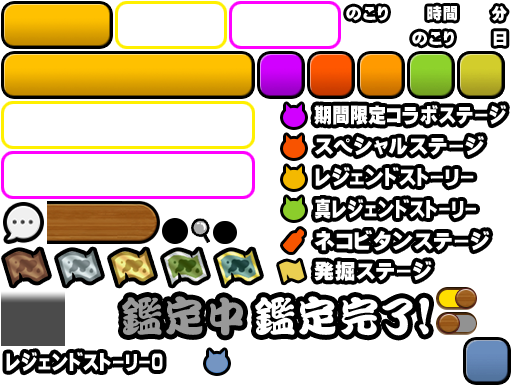 のこり 時間 分
のこり 日
期間限定コラボステージ
スペシャルステージ
レジェンドストーリー
真レジェンドストーリー
ネコビタンステージ
発掘ステージ
鑑定中 鑑定完了!
レジェンドストーリー0